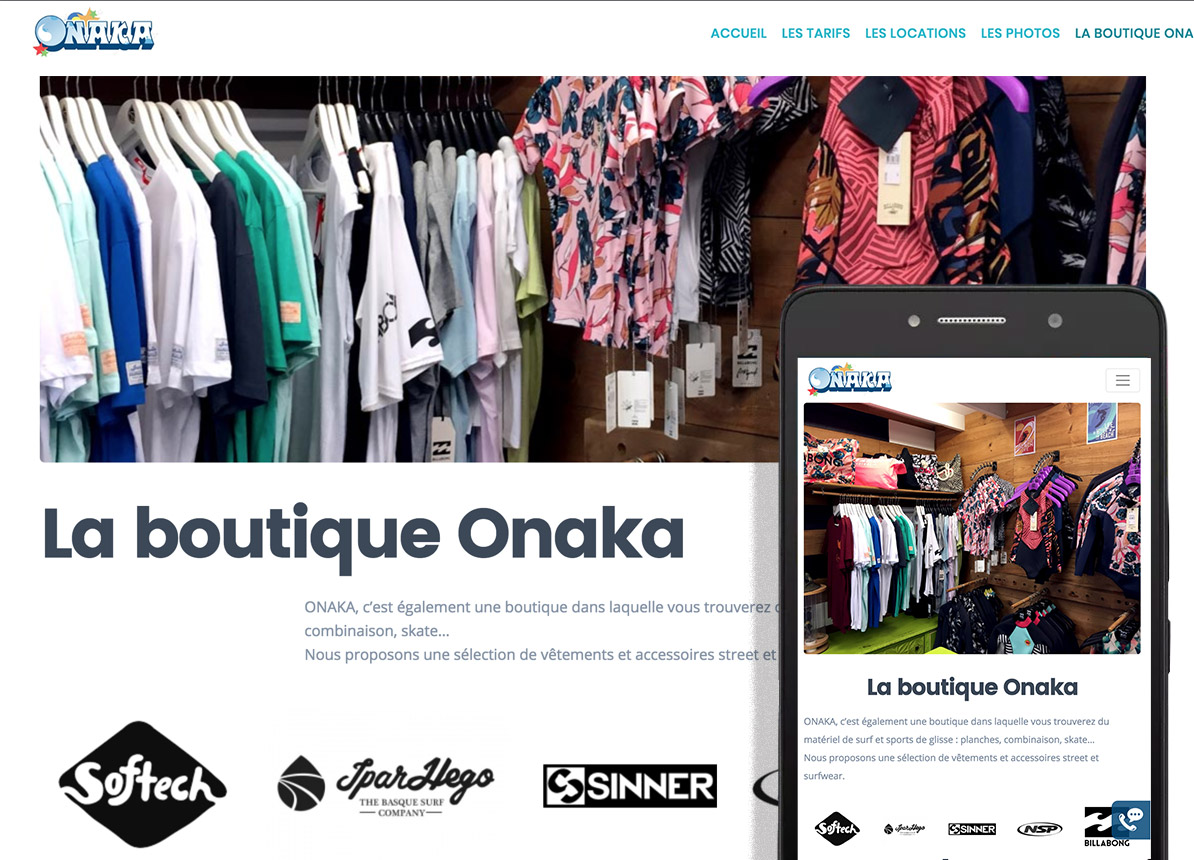 ONAKA
ACCUEIL LES TARIFS LES LOCATIONS LES PHOTOS LA BOUTIQUE ONA
BILLABONG
La boutique Onaka
ONAKA, c'est également une boutique dans laquelle vous trouverez
combinaison, skate...
Nous proposons une sélection de vêtements et accessoires street et
Softech
IparHego
THE BASQUE SURF
COMPANY
SINNER
ONAKA
BONG
La boutique Onaka
ONAKA, c'est également une boutique dans laquelle vous trouverez du
matériel de surf et sports de glisse : planches, combinaison, skate...
Nous proposons une sélection de vêtements et accessoires street et
surfwear.
Softech
IparHego
SINNER
NSP
BILLABONG